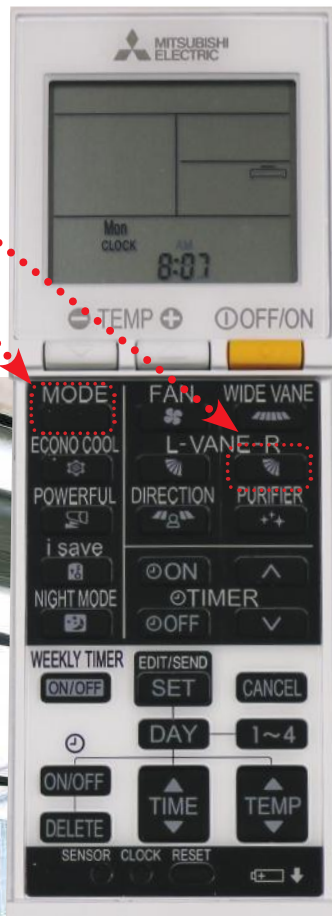 MITSUBISHI
ELECTRIC
Mon
CLOCK AM
8:07
TEMP OFF/ON
MODE FAN WIDE VANE
ECONO COOL L-VANE-R
POWERFUL DIRECTION PURIFIER
i save ON
TIMER
NIGHT MODE OFF
WEEKLY TIMER EDIT/SEND
ON/OFF SET CANCEL
DAY 1~4
ON/OFF TIME TEMP
DELETE
SENSOR CLOCK RESET